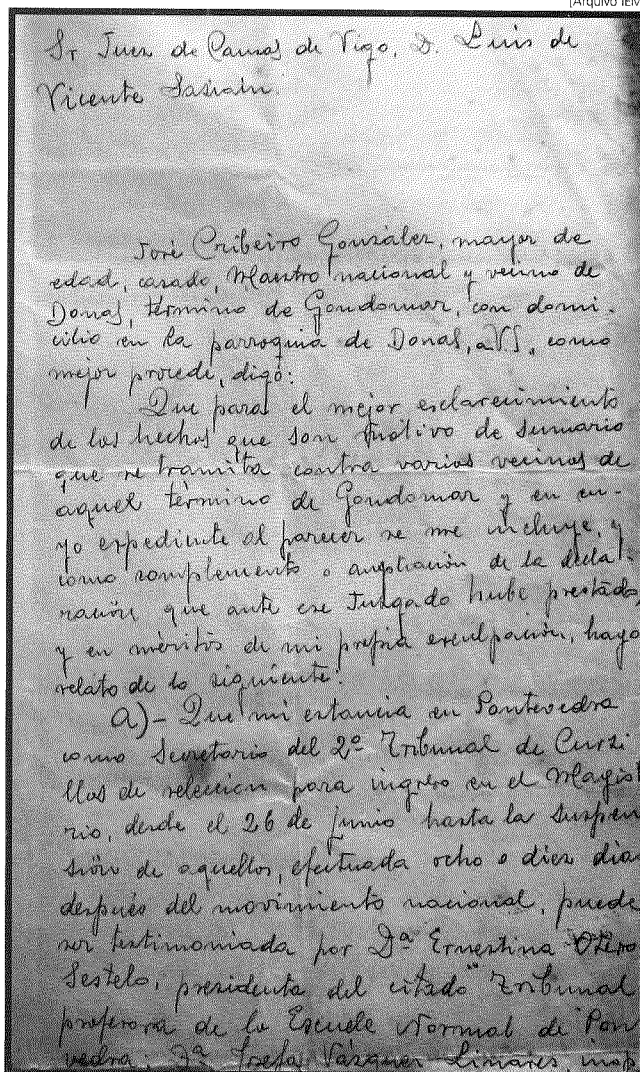 [Arquivo IEM
Sr Juez de Causas de Vigo, D. Luis de
Vicente Sasiain.
José Cribeiro González, mayor de
edad, casado, Maestro nacional y vecino de
Donas, término de Gondomar, con domi-
cilio en la parroquia de Donas, a V.S, como
mejor procede, digo:
Que para el mejor esclarecimiento
de los hechos que son motivo de sumario
que se tramita contra varios vecinos de
aquel término de Gondomar y en cu-
yo expediente al parecer se me incluye, y
como complemento o ampliación de la decla-
ración que ante ese Juzgado hube prestado
y en méritos de mi propia exculpación, hago
relato de lo siguiente:
a)- Que mi estancia en Pontevedra
como Secretario del 2º Tribunal de Cursi
llos de selección para ingreso en el Magis
rio, desde el 26 de junio hasta la suspen
sión de aquellos, efectuada ocho o diez dia
después del movimiento nacional, puede
ser testimoniada por Dª Ernestina Otero
Sestelo, presidenta del citado Tribunal
profesora de la Escuela Normal de Pon
vedra; Dª Josefa Vázquez Linares, insp